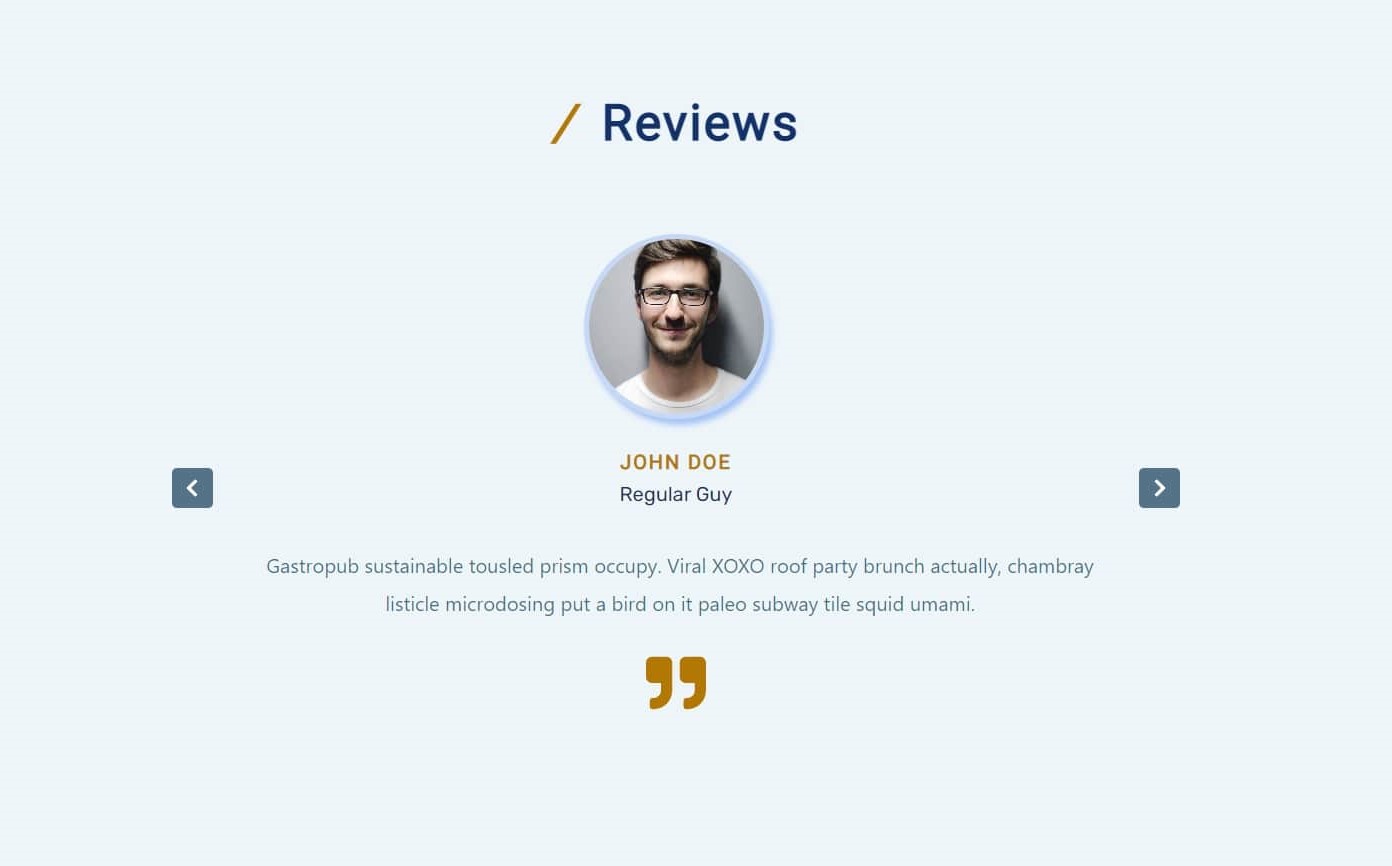 / Reviews
JOHN DOE
Regular Guy
Gastropub sustainable tousled prism occupy. Viral XOXO roof party brunch actually, chambray
listicle microdosing put a bird on it paleo subway tile squid umami.
”